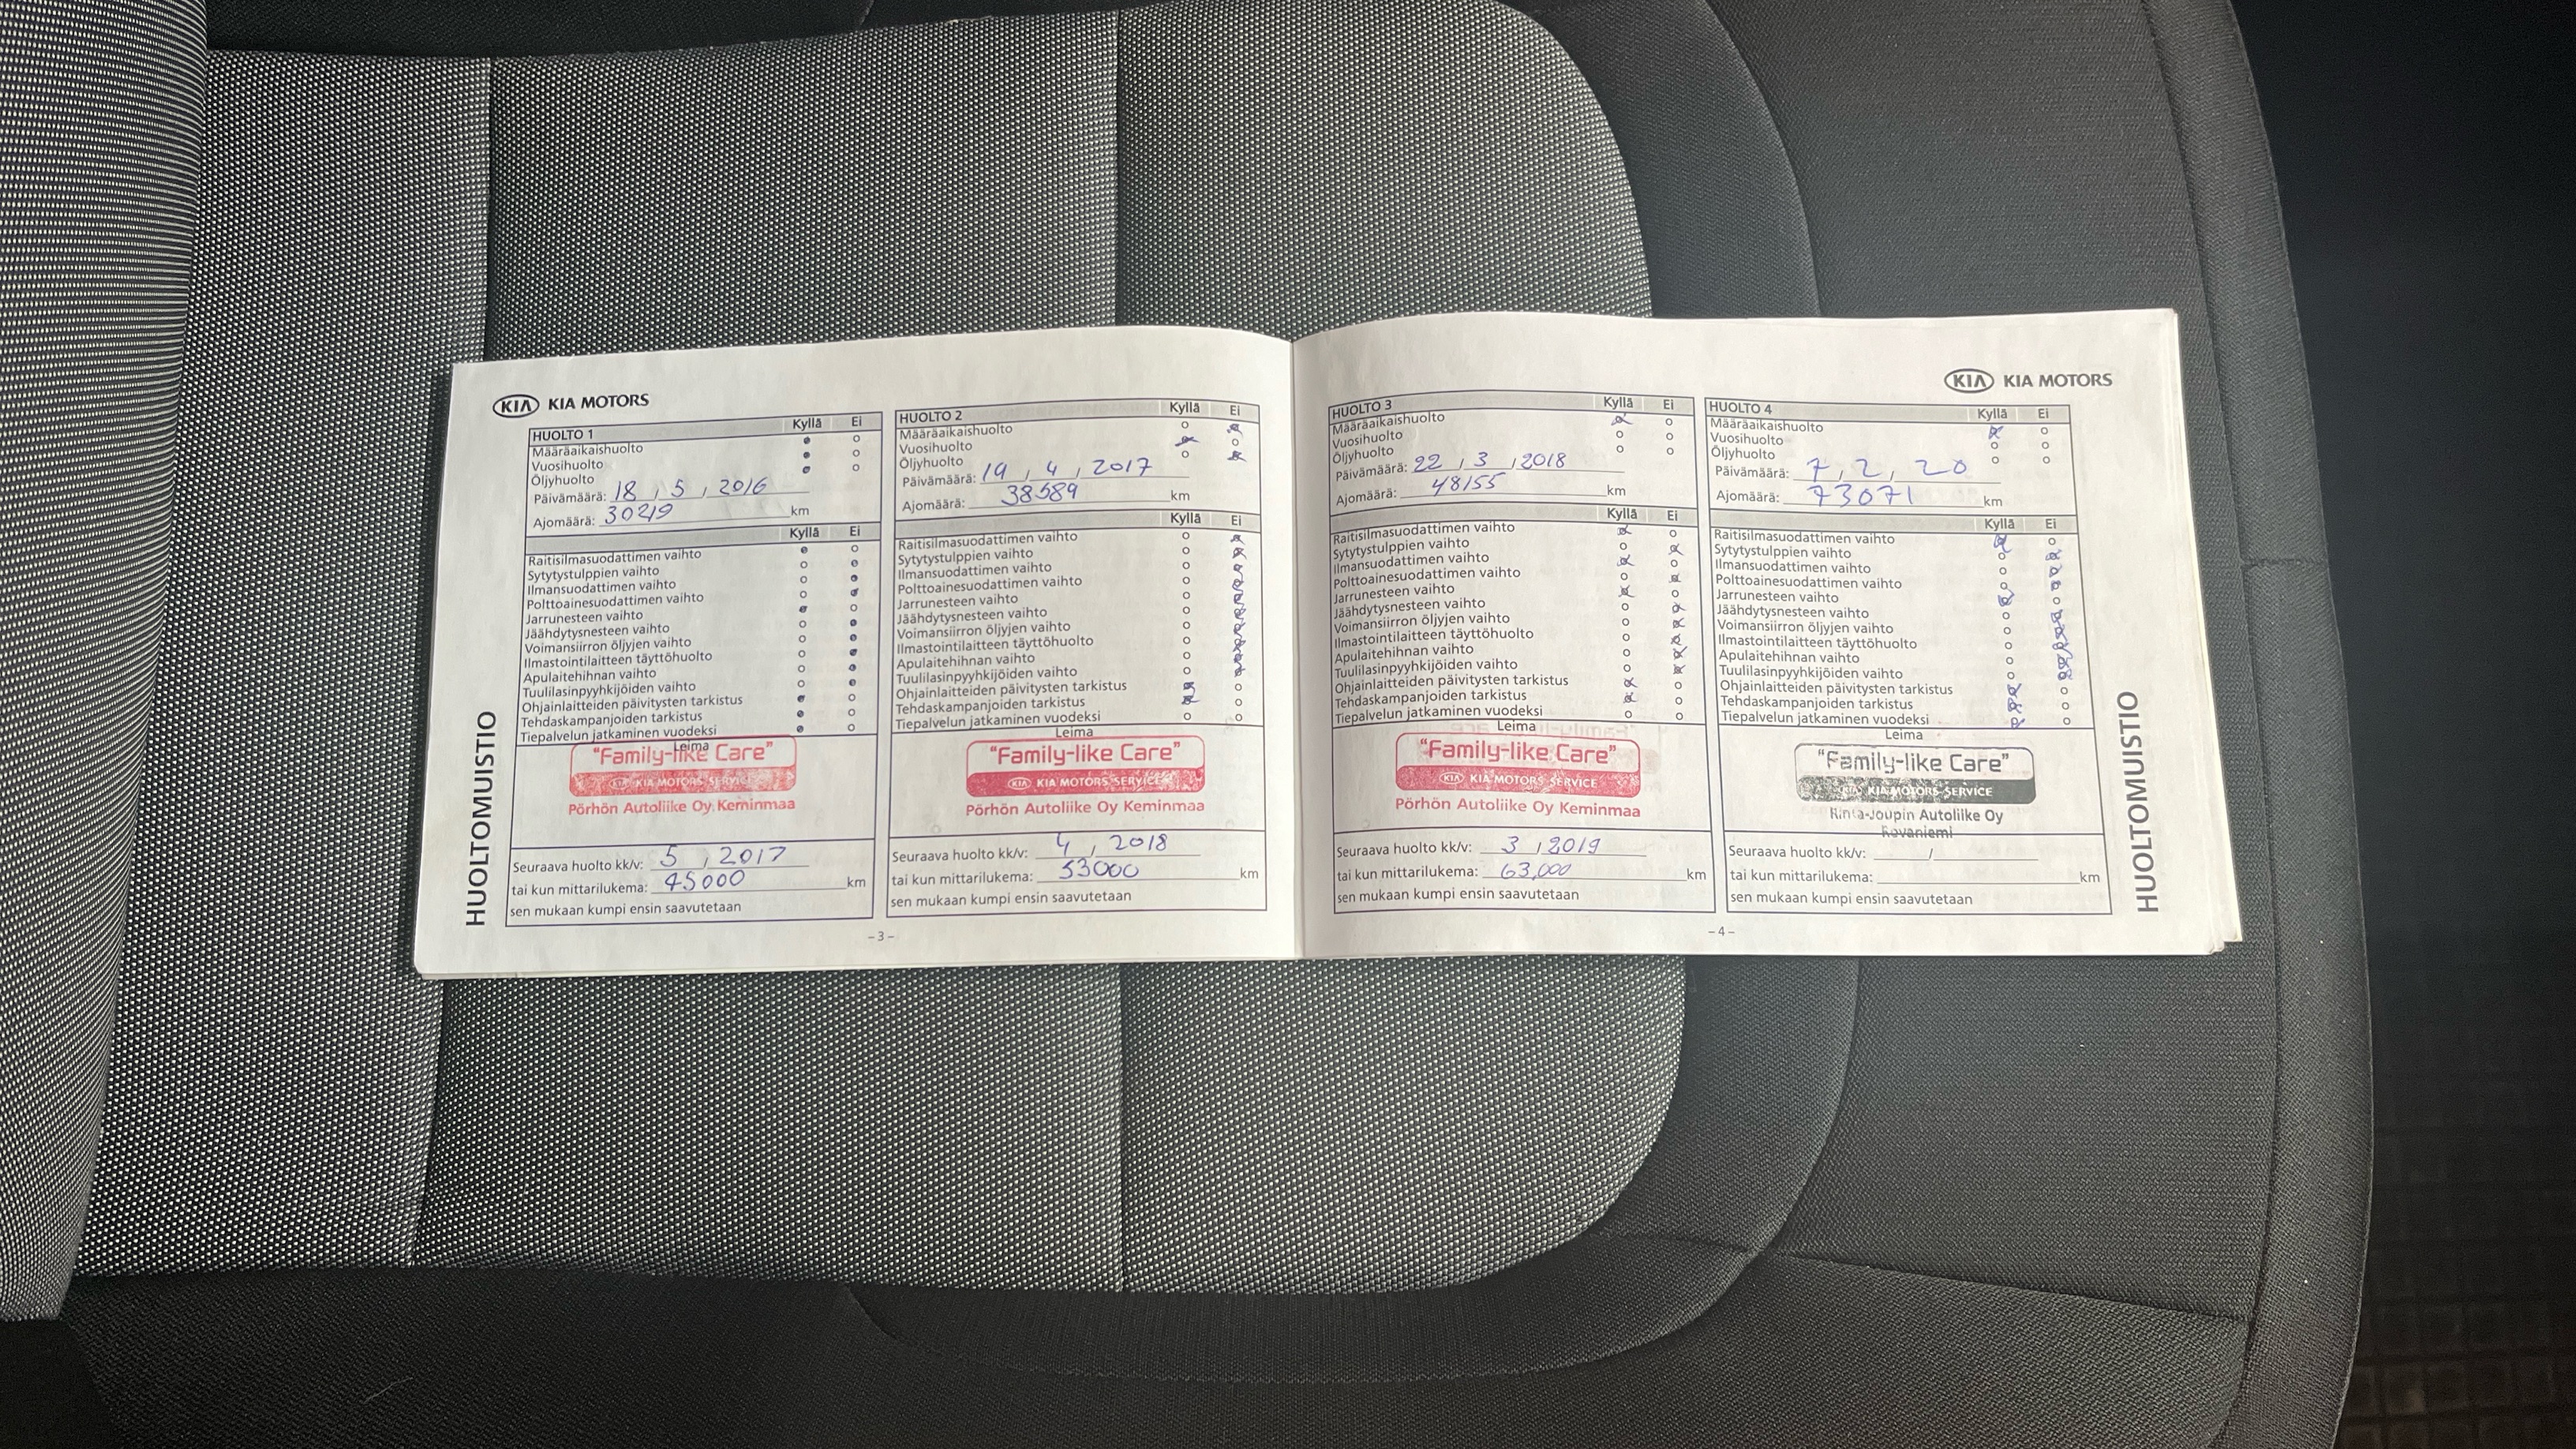 KIA KIA MOTORS
HUOLTOMUISTIO
HUOLTO 1 Kyllä Ei
Määräaikaishuolto
Vuosihuolto
Öljyhuolto
Päivämäärä: 18 , 5 , 2016
Ajomäärä: 30219 km
Kyllä Ei
Raitisilmasuodattimen vaihto
Sytytystulppien vaihto
Ilmansuodattimen vaihto
Polttoainesuodattimen vaihto
Jarrunesteen vaihto
Jäähdytysnesteen vaihto
Voimansiirron öljyjen vaihto
Ilmastointilaitteen täyttöhuolto
Apulaitehihnan vaihto
Tuulilasinpyyhkijöiden vaihto
Ohjainlaitteiden päivitysten tarkistus
Tehdaskampanjoiden tarkistus
Tiepalvelun jatkaminen vuodeksi
Leima
"Family-like Care"
KIA KIA MOTORS SERVICE
Pörhön Autoliike Oy Keminmaa
Seuraava huolto kk/v: 5 , 2017
tai kun mittarilukema: 45000 km
sen mukaan kumpi ensin saavutetaan
HUOLTO 2 Kyllä Ei
Määräaikaishuolto
Vuosihuolto
Öljyhuolto
Päivämäärä: 19 , 4 , 2017
Ajomäärä: 38589 km
Kyllä Ei
Raitisilmasuodattimen vaihto
Sytytystulppien vaihto
Ilmansuodattimen vaihto
Polttoainesuodattimen vaihto
Jarrunesteen vaihto
Jäähdytysnesteen vaihto
Voimansiirron öljyjen vaihto
Ilmastointilaitteen täyttöhuolto
Apulaitehihnan vaihto
Tuulilasinpyyhkijöiden vaihto
Ohjainlaitteiden päivitysten tarkistus
Tehdaskampanjoiden tarkistus
Tiepalvelun jatkaminen vuodeksi
Leima
"Family-like Care"
KIA KIA MOTORS SERVICE
Pörhön Autoliike Oy Keminmaa
Seuraava huolto kk/v: 4 , 2018
tai kun mittarilukema: 53000 km
sen mukaan kumpi ensin saavutetaan
-3-
KIA KIA MOTORS
HUOLTO 3 Kyllä Ei
Määräaikaishuolto
Vuosihuolto
Öljyhuolto
Päivämäärä: 22 , 3 , 2018
Ajomäärä: 48155 km
Kyllä Ei
Raitisilmasuodattimen vaihto
Sytytystulppien vaihto
Ilmansuodattimen vaihto
Polttoainesuodattimen vaihto
Jarrunesteen vaihto
Jäähdytysnesteen vaihto
Voimansiirron öljyjen vaihto
Ilmastointilaitteen täyttöhuolto
Apulaitehihnan vaihto
Tuulilasinpyyhkijöiden vaihto
Ohjainlaitteiden päivitysten tarkistus
Tehdaskampanjoiden tarkistus
Tiepalvelun jatkaminen vuodeksi
Leima
"Family-like Care"
KIA KIA MOTORS SERVICE
Pörhön Autoliike Oy Keminmaa
Seuraava huolto kk/v: 3 , 2019
tai kun mittarilukema: 63,000 km
sen mukaan kumpi ensin saavutetaan
HUOLTO 4 Kyllä Ei
Määräaikaishuolto
Vuosihuolto
Öljyhuolto
Päivämäärä: 7 , 2 , 20
Ajomäärä: 73071 km
Kyllä Ei
Raitisilmasuodattimen vaihto
Sytytystulppien vaihto
Ilmansuodattimen vaihto
Polttoainesuodattimen vaihto
Jarrunesteen vaihto
Jäähdytysnesteen vaihto
Voimansiirron öljyjen vaihto
Ilmastointilaitteen täyttöhuolto
Apulaitehihnan vaihto
Tuulilasinpyyhkijöiden vaihto
Ohjainlaitteiden päivitysten tarkistus
Tehdaskampanjoiden tarkistus
Tiepalvelun jatkaminen vuodeksi
Leima
"Family-like Care"
KIA KIA MOTORS SERVICE
Rinta-Joupin Autoliike Oy
Rovaniemi
Seuraava huolto kk/v: /
tai kun mittarilukema: km
sen mukaan kumpi ensin saavutetaan
-4-
HUOLTOMUISTIO